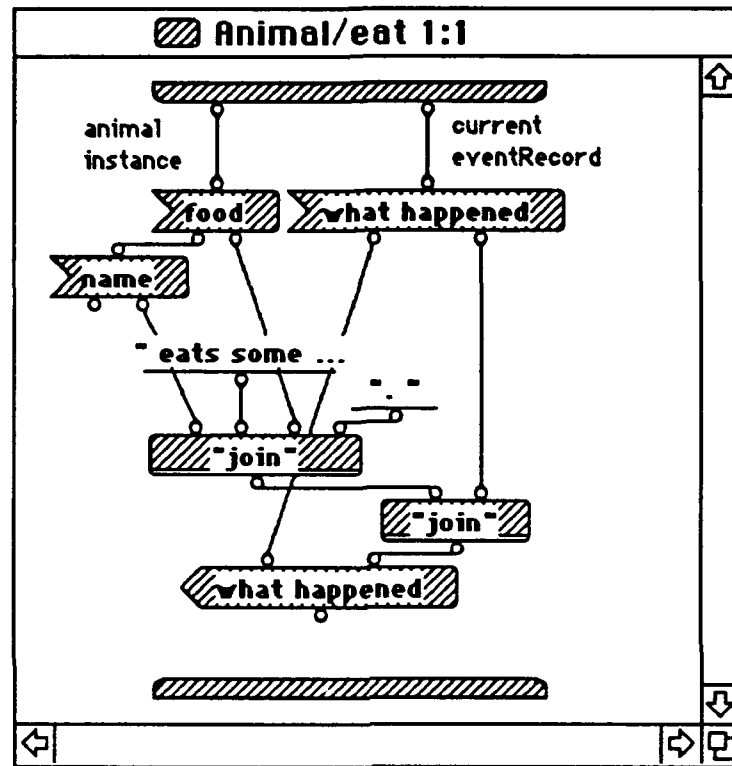 Animal/eat 1:1
animal
instance
current
eventRecord
food
what happened
name
" eats some ...
"."
"join"
"join"
what happened